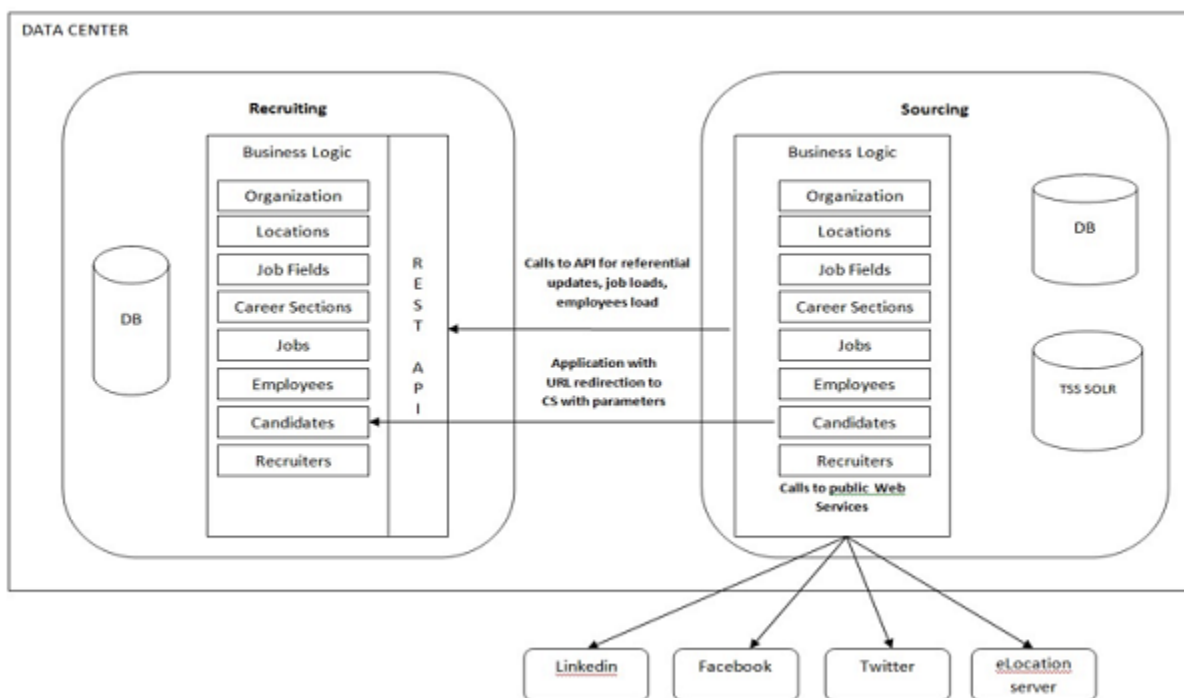 DATA CENTER
Recruiting
Business Logic
Organization
Locations
Job Fields
Career Sections
Jobs
Employees
Candidates
Recruiters
DB
REST API
Calls to API for referential
updates, job loads,
employees load
Application with
URL redirection to
CS with parameters
Sourcing
Business Logic
Organization
Locations
Job Fields
Career Sections
Jobs
Employees
Candidates
Recruiters
Calls to public Web
Services
DB
TSS SOLR
Linkedin
Facebook
Twitter
eLocation
server